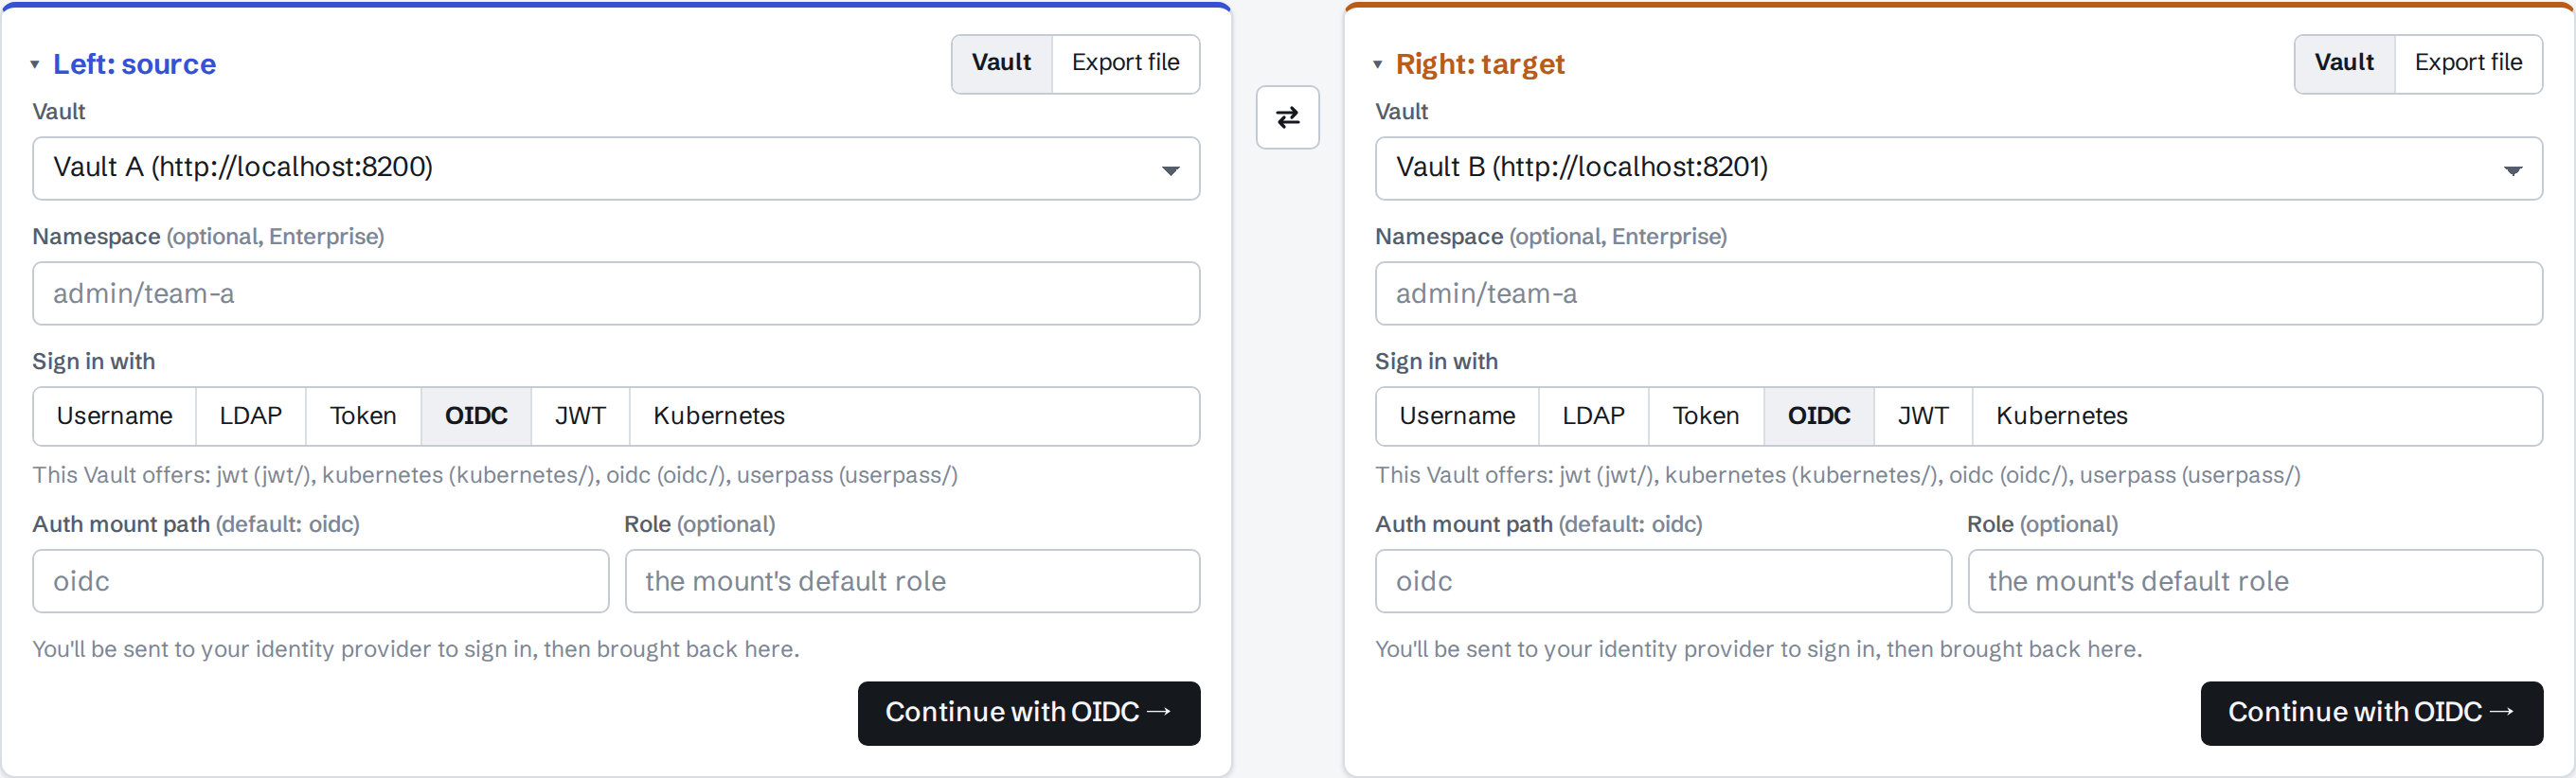 ▾ Left: source
Vault Export file
Vault
Vault A (http://localhost:8200)
Namespace (optional, Enterprise)
admin/team-a
Sign in with
Username LDAP Token OIDC JWT Kubernetes
This Vault offers: jwt (jwt/), kubernetes (kubernetes/), oidc (oidc/), userpass (userpass/)
Auth mount path (default: oidc) Role (optional)
oidc the mount's default role
You'll be sent to your identity provider to sign in, then brought back here.
Continue with OIDC →
⇄
▾ Right: target
Vault Export file
Vault
Vault B (http://localhost:8201)
Namespace (optional, Enterprise)
admin/team-a
Sign in with
Username LDAP Token OIDC JWT Kubernetes
This Vault offers: jwt (jwt/), kubernetes (kubernetes/), oidc (oidc/), userpass (userpass/)
Auth mount path (default: oidc) Role (optional)
oidc the mount's default role
You'll be sent to your identity provider to sign in, then brought back here.
Continue with OIDC →